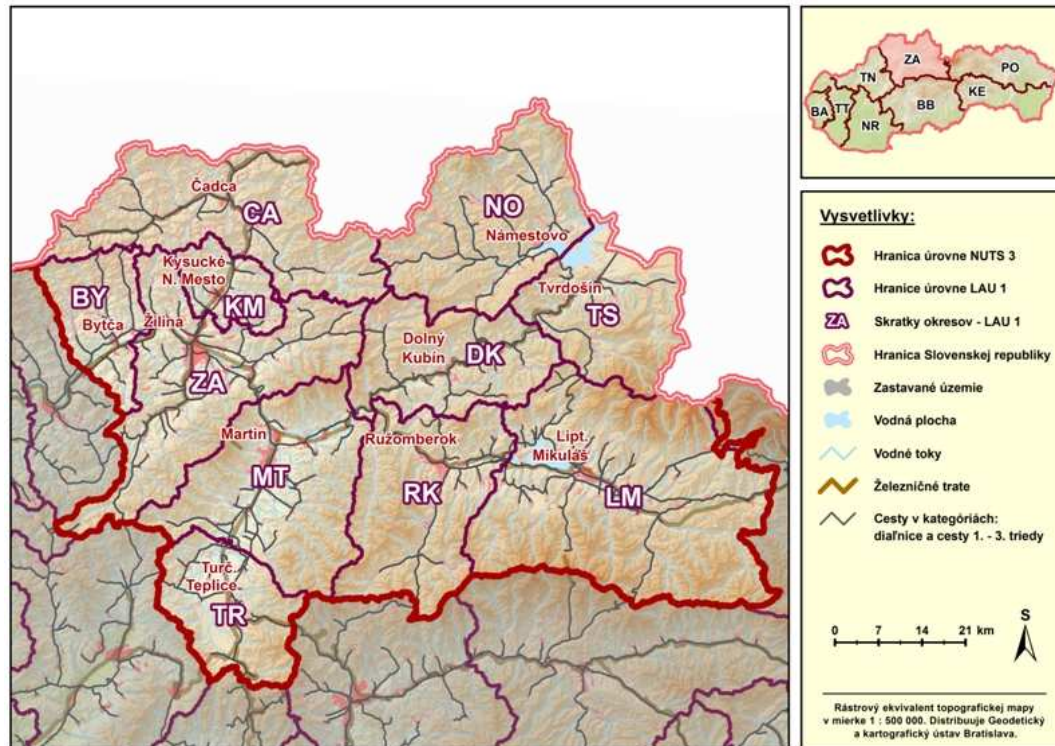 Čadca
CA
NO
Námestovo
Kysucké
N. Mesto
BY
KM
Tvrdošín
TS
Bytča
Žilina
Dolný
Kubín
DK
ZA
Martin
Ružomberok
Lipt.
Mikuláš
MT
RK
LM
Turč.
Teplice
TR
ZA
PO
TN
KE
BA
TT
BB
NR
Vysvetlivky:
Hranica úrovne NUTS 3
Hranice úrovne LAU 1
ZA Skratky okresov - LAU 1
Hranica Slovenskej republiky
Zastavané územie
Vodná plocha
Vodné toky
Železničné trate
Cesty v kategóriách:
diaľnice a cesty 1. - 3. triedy
S
0 7 14 21 km
Rástrový ekvivalent topografickej mapy
v mierke 1 : 500 000. Distribuuje Geodetický
a kartografický ústav Bratislava.